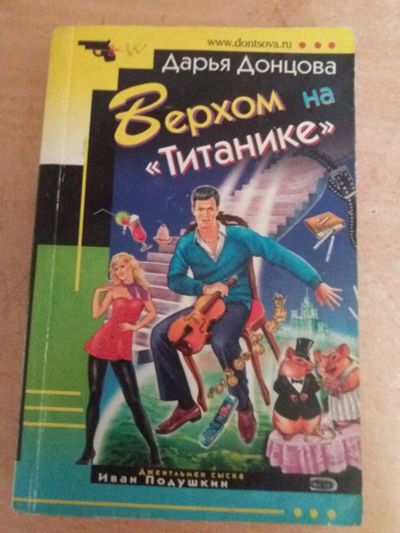 www.dontsova.ru
Дарья Донцова
Верхом на
«Титанике»
Джентльмен сыска
Иван Подушкин